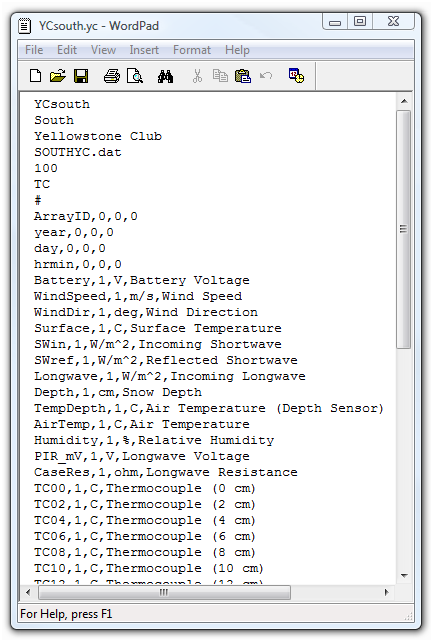 YCsouth.yc - WordPad
File Edit View Insert Format Help
YCsouth
South
Yellowstone Club
SOUTHYC.dat
100
TC
#
ArrayID,0,0,0
year,0,0,0
day,0,0,0
hrmin,0,0,0
Battery,1,V,Battery Voltage
WindSpeed,1,m/s,Wind Speed
WindDir,1,deg,Wind Direction
Surface,1,C,Surface Temperature
SWin,1,W/m^2,Incoming Shortwave
SWref,1,W/m^2,Reflected Shortwave
Longwave,1,W/m^2,Incoming Longwave
Depth,1,cm,Snow Depth
TempDepth,1,C,Air Temperature (Depth Sensor)
AirTemp,1,C,Air Temperature
Humidity,1,%,Relative Humidity
PIR_mV,1,V,Longwave Voltage
CaseRes,1,ohm,Longwave Resistance
TC00,1,C,Thermocouple (0 cm)
TC02,1,C,Thermocouple (2 cm)
TC04,1,C,Thermocouple (4 cm)
TC06,1,C,Thermocouple (6 cm)
TC08,1,C,Thermocouple (8 cm)
TC10,1,C,Thermocouple (10 cm)
TC12,1,C,Thermocouple (12 cm)
For Help, press F1